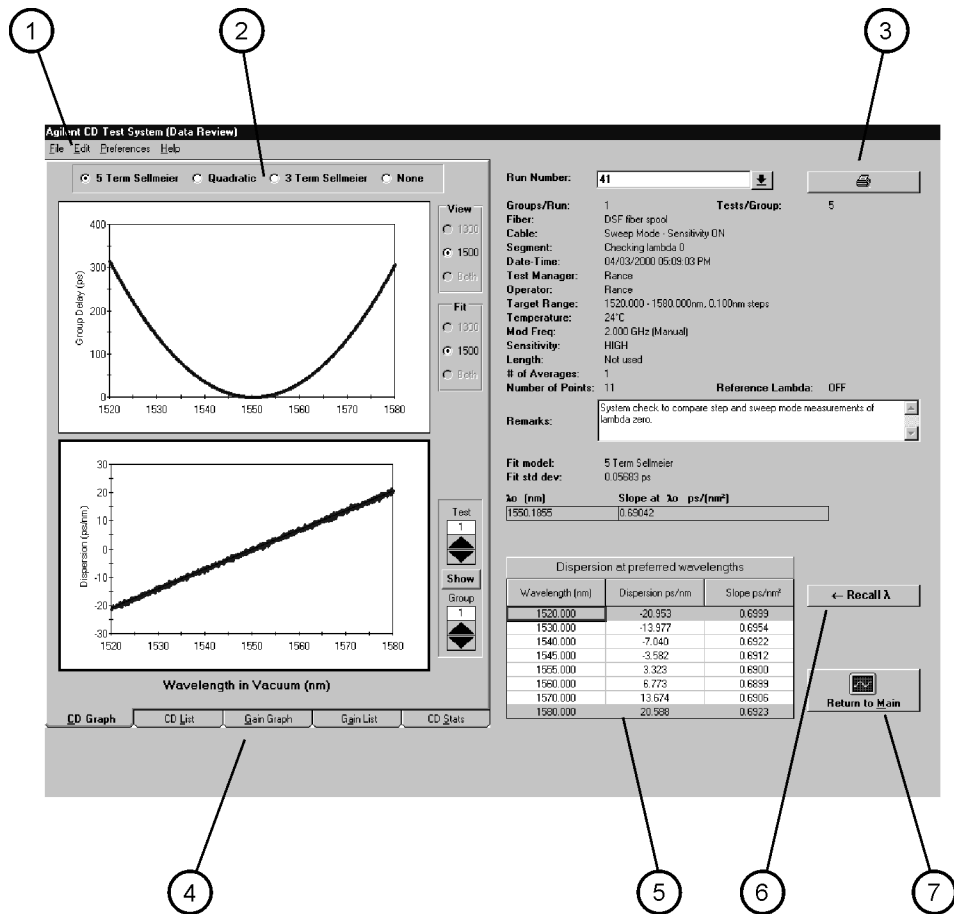 1
2
3
Agilent CD Test System (Data Review)
File Edit Preferences Help
5 Term Sellmeier Quadratic 3 Term Sellmeier None
Group Delay (ps)
400
300
200
100
0
1520 1530 1540 1550 1560 1570 1580
View
1300
1500
Both
Fit
1300
1500
Both
Dispersion (ps/nm)
30
20
10
0
-10
-20
-30
1520 1530 1540 1550 1560 1570 1580
Wavelength in Vacuum (nm)
Test
1
Show
Group
1
CD Graph CD List Gain Graph Gain List CD Stats
Run Number: 41
Groups/Run: 1 Tests/Group: 5
Fiber: DSF fiber spool
Cable: Sweep Mode - Sensitivity ON
Segment: Checking lambda 0
Date-Time: 04/03/2000 05:09:03 PM
Test Manager: Rance
Operator: Rance
Target Range: 1520.000 - 1580.000nm, 0.100nm steps
Temperature: 24°C
Mod Freq: 2.000 GHz (Manual)
Sensitivity: HIGH
Length: Not used
# of Averages: 1
Number of Points: 11 Reference Lambda: OFF
Remarks: System check to compare step and sweep mode measurements of
lambda zero.
Fit model: 5 Term Sellmeier
Fit std dev: 0.05683 ps
λo (nm) Slope at λo ps/(nm²)
1550.1855 0.69042
Dispersion at preferred wavelengths
Wavelength (nm) Dispersion ps/nm Slope ps/nm²
1520.000 -20.953 0.6999
1530.000 -13.977 0.6954
1540.000 -7.040 0.6922
1545.000 -3.582 0.6912
1555.000 3.323 0.6900
1560.000 6.773 0.6899
1570.000 13.674 0.6906
1580.000 20.588 0.6923
← Recall λ
Return to Main
4
5
6
7